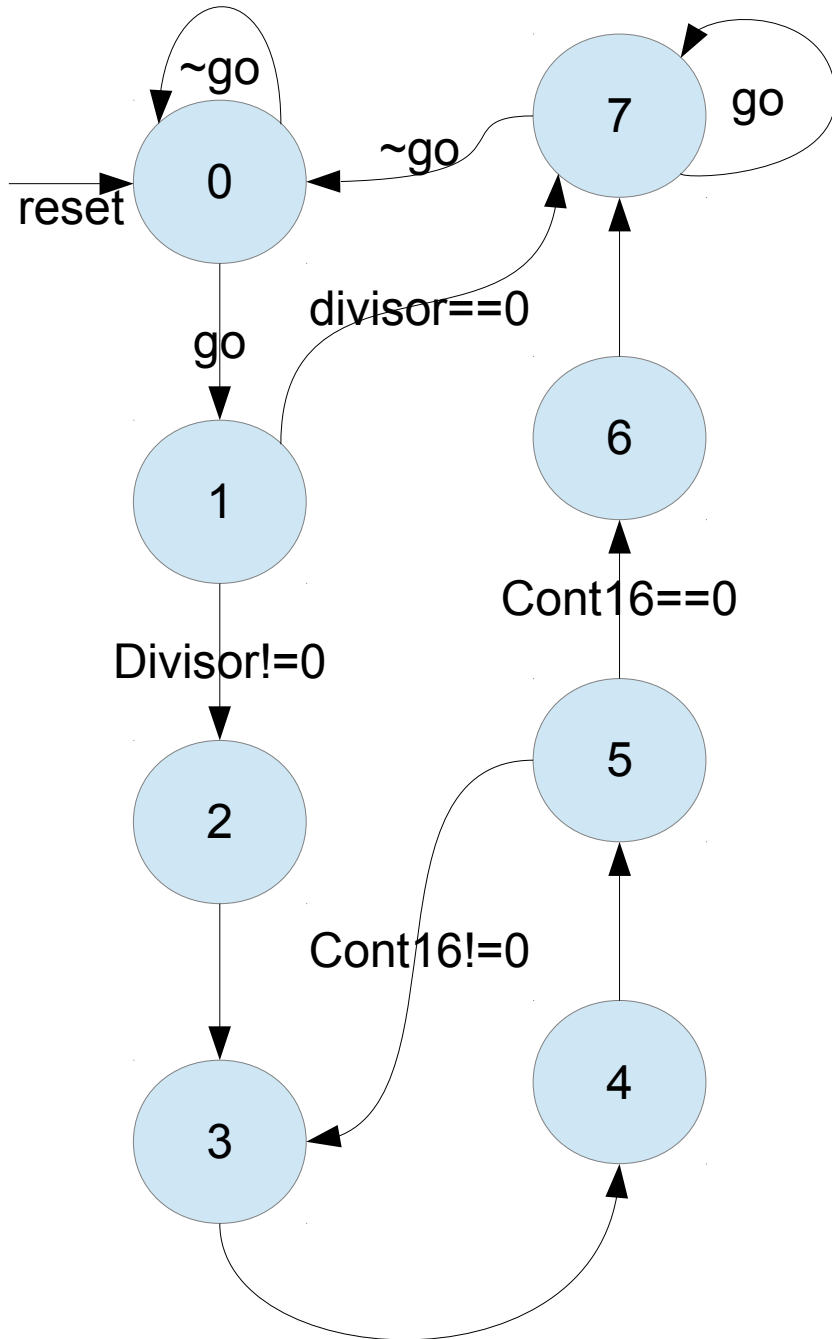 ~go
7
go
~go
0
reset
divisor==0
go
6
1
Cont16==0
Divisor!=0
5
2
Cont16!=0
4
3